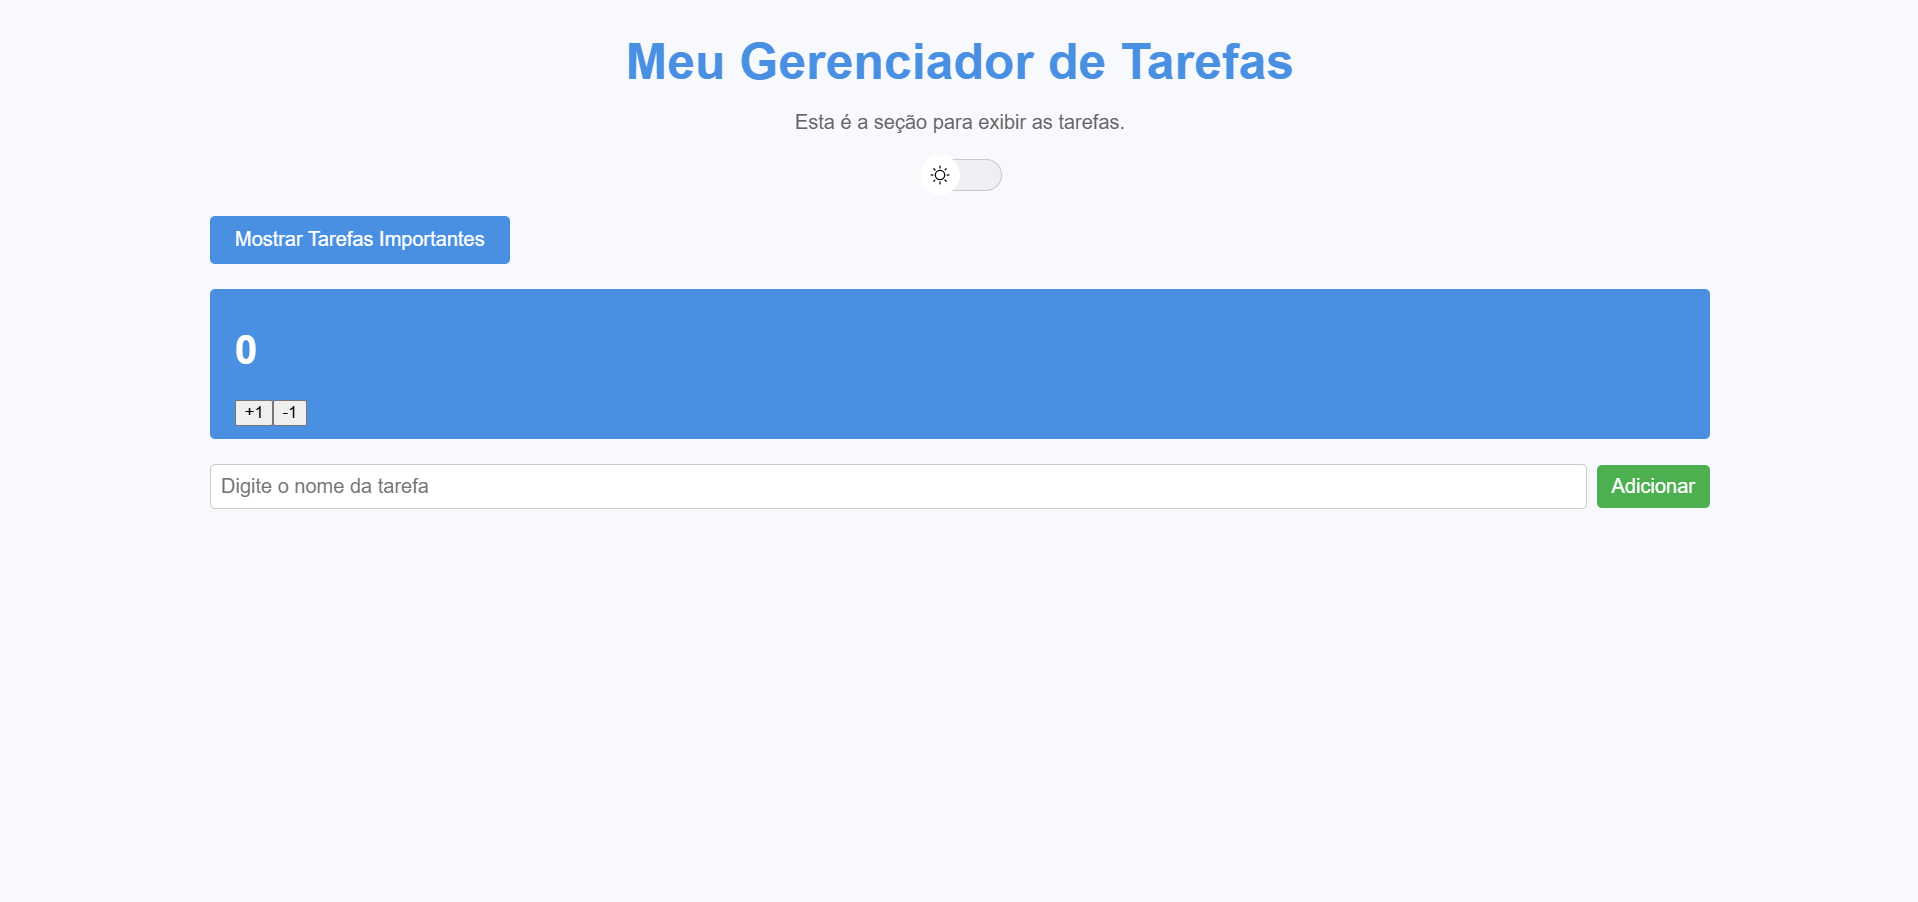 Meu Gerenciador de Tarefas
Esta é a seção para exibir as tarefas.
Mostrar Tarefas Importantes
0
+1 -1
Digite o nome da tarefa Adicionar